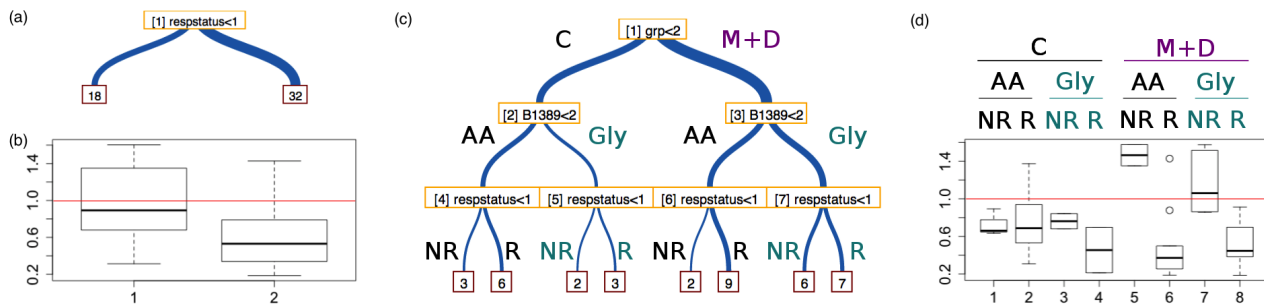 (a)
[1] respstatus<1
18 32
(b)
1.4
1.0
0.6
0.2
1 2
(c)
[1] grp<2
C M+D
[2] B1389<2 [3] B1389<2
AA Gly AA Gly
[4] respstatus<1 [5] respstatus<1 [6] respstatus<1 [7] respstatus<1
NR R NR R NR R NR R
3 6 2 3 2 9 6 7
(d)
C M+D
AA Gly AA Gly
NR R NR R NR R NR R
1.4
1.0
0.6
0.2
1 2 3 4 5 6 7 8